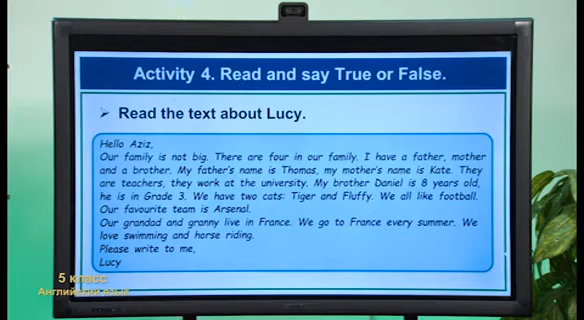 Activity 4. Read and say True or False.
Read the text about Lucy.
Hello Aziz,
Our family is not big. There are four in our family. I have a father, mother
and a brother. My father's name is Thomas, my mother's name is Kate. They
are teachers, they work at the university. My brother Daniel is 8 years old,
he is in Grade 3. We have two cats: Tiger and Fluffy. We all like football.
Our favourite team is Arsenal.
Our grandad and granny live in France. We go to France every summer. We
love swimming and horse riding.
Please write to me,
Lucy
5 класс
Английский язык